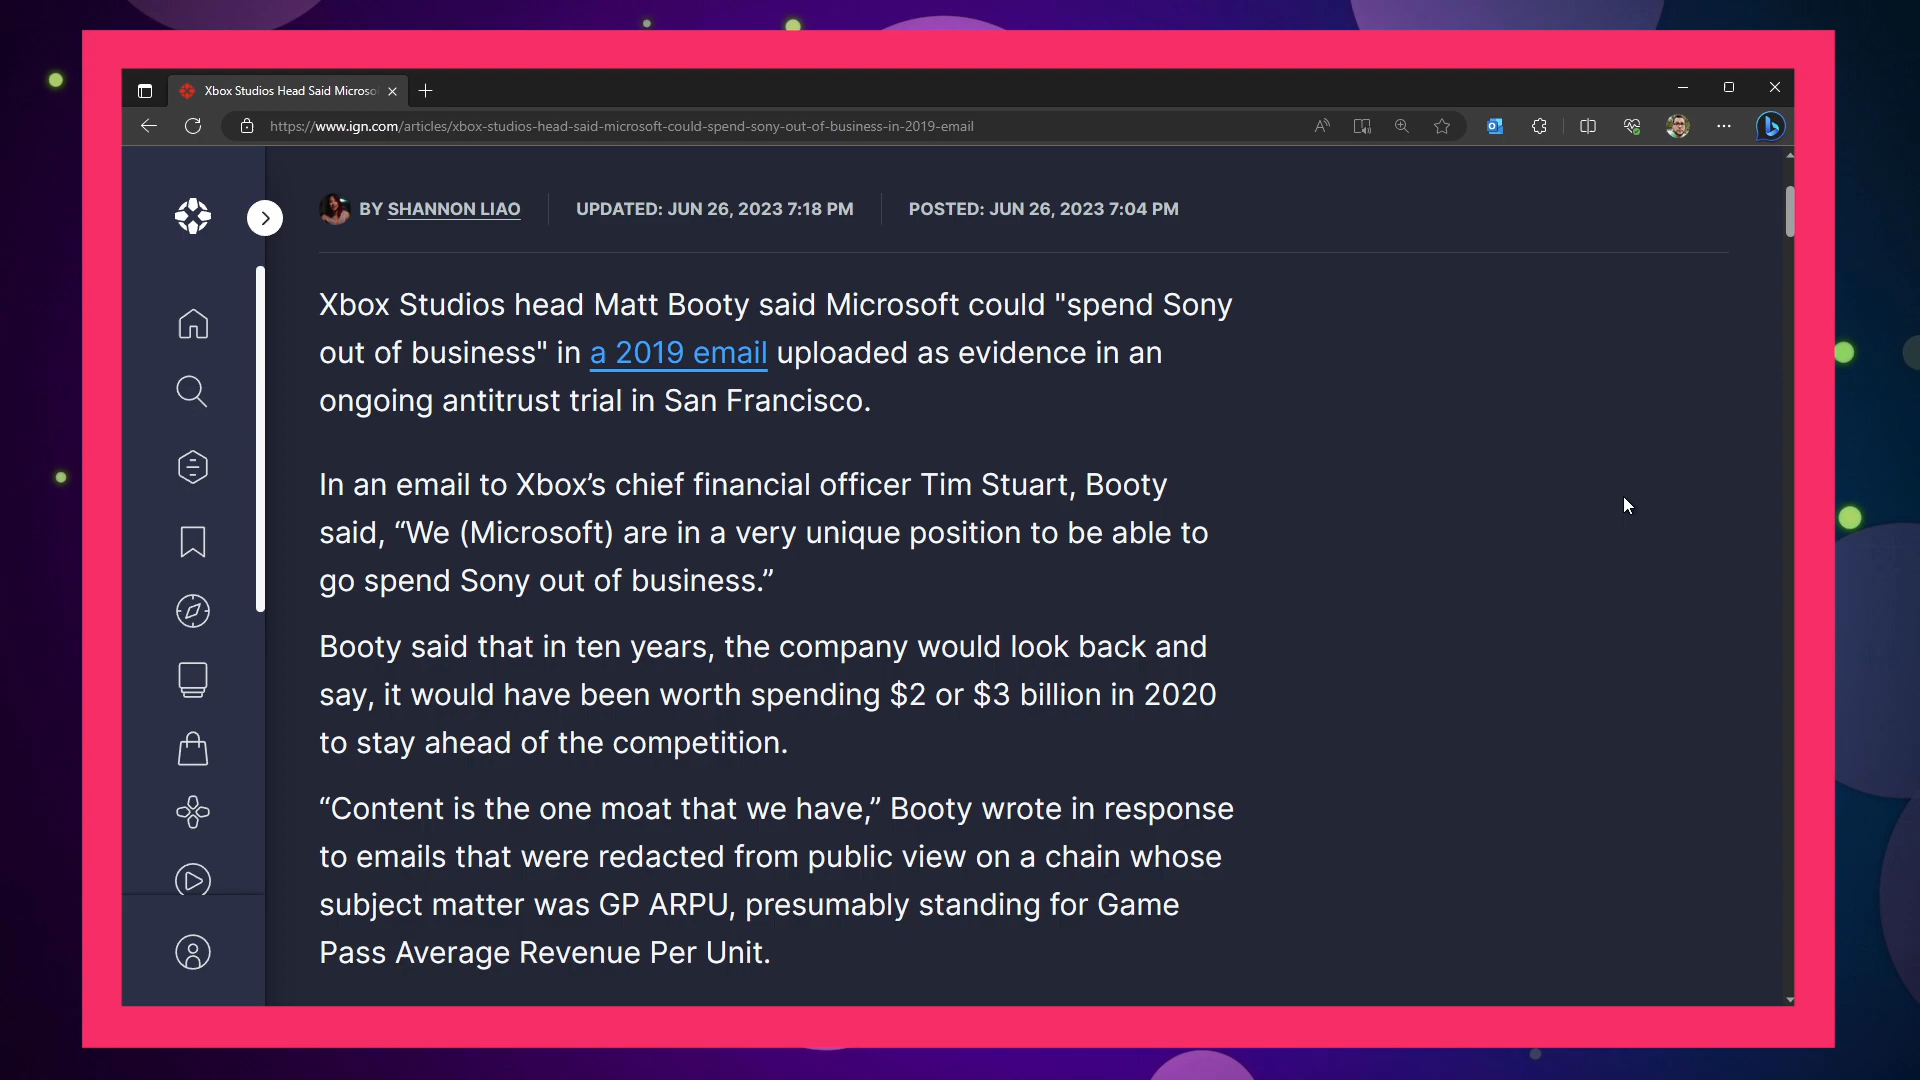 Xbox Studios Head Said Microso
https://www.ign.com/articles/xbox-studios-head-said-microsoft-could-spend-sony-out-of-business-in-2019-email
BY SHANNON LIAO
UPDATED: JUN 26, 2023 7:18 PM
POSTED: JUN 26, 2023 7:04 PM
Xbox Studios head Matt Booty said Microsoft could "spend Sony
out of business" in a 2019 email uploaded as evidence in an
ongoing antitrust trial in San Francisco.
In an email to Xbox’s chief financial officer Tim Stuart, Booty
said, “We (Microsoft) are in a very unique position to be able to
go spend Sony out of business.”
Booty said that in ten years, the company would look back and
say, it would have been worth spending $2 or $3 billion in 2020
to stay ahead of the competition.
“Content is the one moat that we have,” Booty wrote in response
to emails that were redacted from public view on a chain whose
subject matter was GP ARPU, presumably standing for Game
Pass Average Revenue Per Unit.